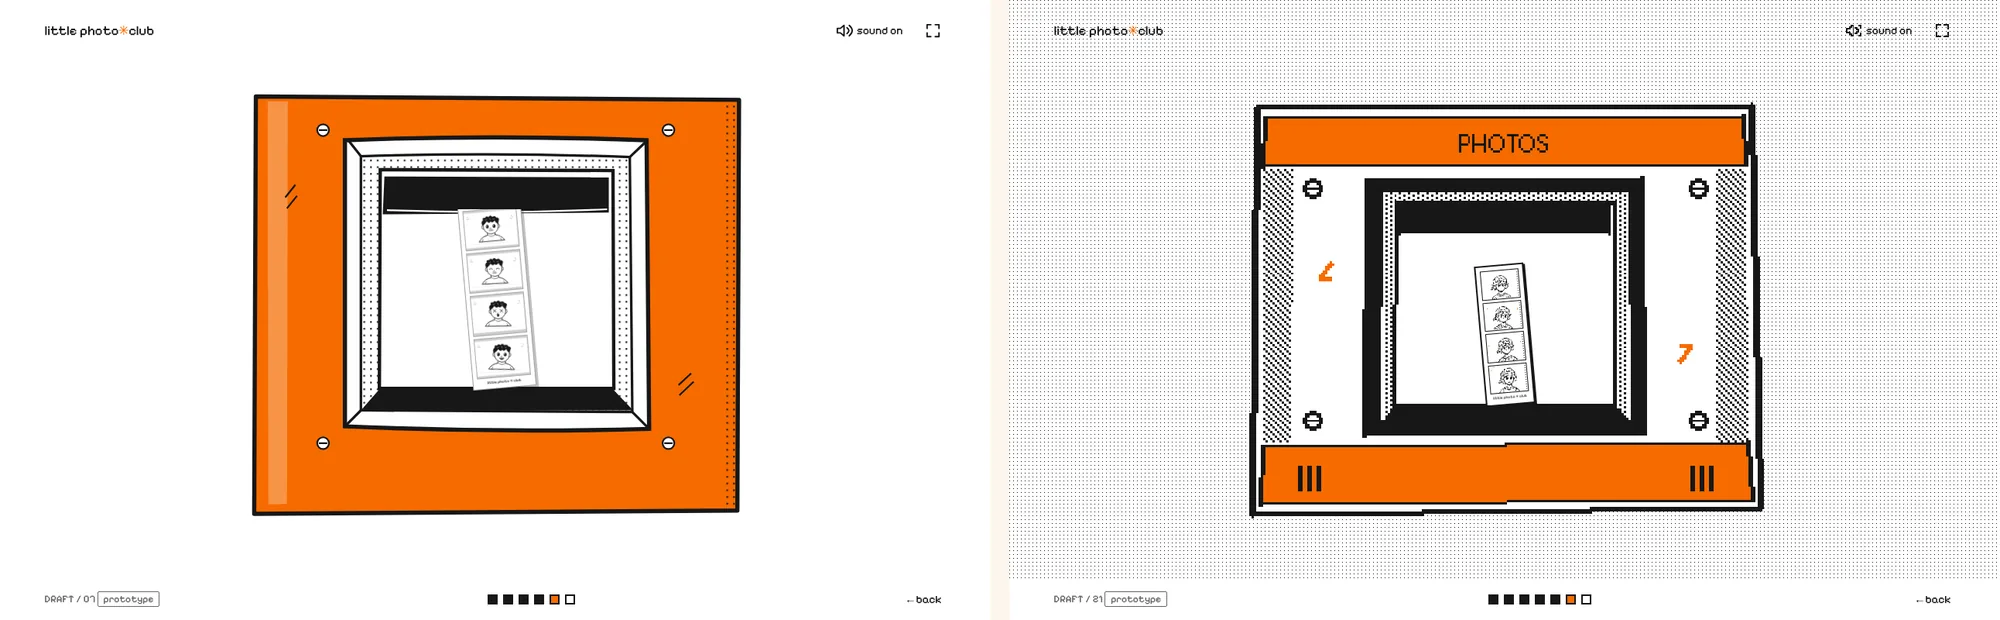 little photo✳club
sound on
DRAFT / 07 prototype
←back
little photo✳club
sound on
PHOTOS
DRAFT / 21 prototype
←back